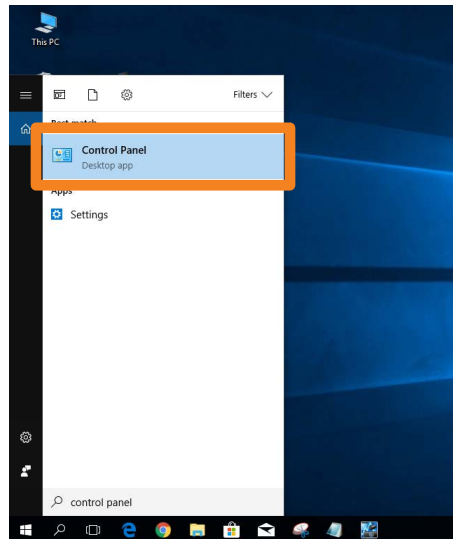 This PC
Filters
Best match
Control Panel
Desktop app
Apps
Settings
control panel